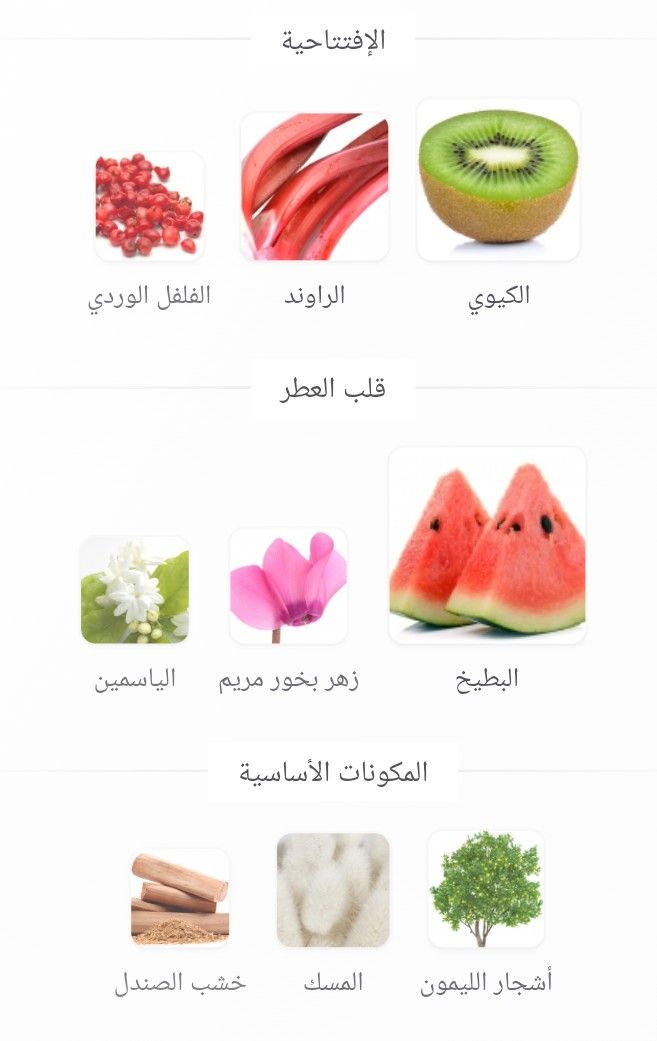 الإفتتاحية
الكيوي
الراوند
الفلفل الوردي
قلب العطر
البطيخ
زهر بخور مريم
الياسمين
المكونات الأساسية
أشجار الليمون
المسك
خشب الصندل